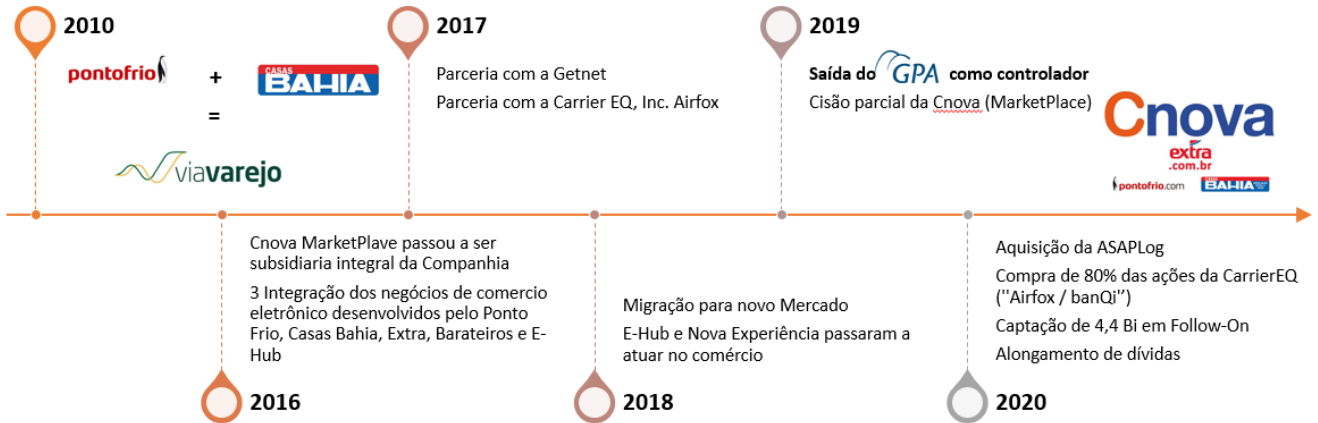 2010
pontofrio
+
CASAS
BAHIA
=
viavarejo
2017
Parceria com a Getnet
Parceria com a Carrier EQ, Inc. Airfox
2019
Saída do GPA como controlador
Cisão parcial da Cnova (MarketPlace)
Cnova
extra
.com.br
pontofrio.com
CASAS
BAHIA
Cnova MarketPlave passou a ser
subsidiaria integral da Companhia
3 Integração dos negócios de comercio
eletrônico desenvolvidos pelo Ponto
Frio, Casas Bahia, Extra, Barateiros e E-
Hub
2016
Migração para novo Mercado
E-Hub e Nova Experiência passaram a
atuar no comércio
2018
Aquisição da ASAPLog
Compra de 80% das ações da CarrierEQ
(''Airfox / banQi'')
Captação de 4,4 Bi em Follow-On
Alongamento de dívidas
2020